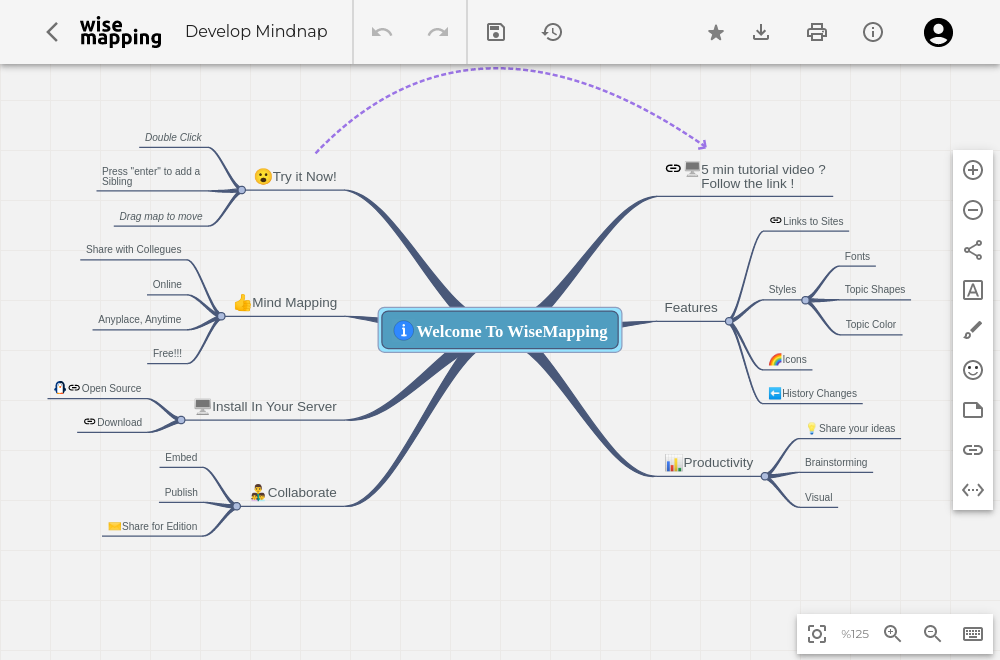 wise
mapping
Develop Mindnap
Double Click
Press "enter" to add a
Sibling
Drag map to move
😮Try it Now!
Share with Collegues
Online
Anyplace, Anytime
Free!!!
👍Mind Mapping
Open Source
Download
Install In Your Server
Embed
Publish
Share for Edition
Collaborate
Welcome To WiseMapping
5 min tutorial video ?
Follow the link !
Links to Sites
Fonts
Styles
Topic Shapes
Topic Color
Features
Icons
History Changes
Share your ideas
Brainstorming
Visual
Productivity
A
%125